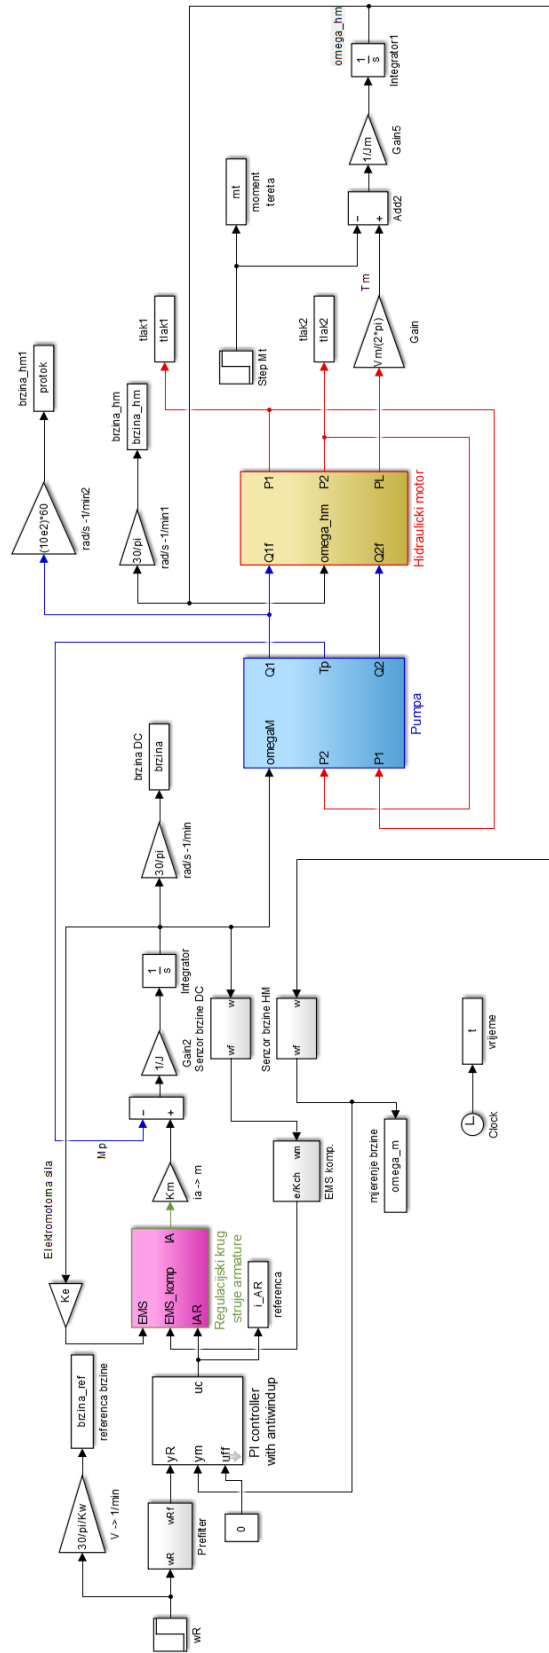 wR
30/pi/Kw
V -> 1/min
brzina_ref
referenca brzine
wR
wRf
Prefilter
0
yR
ym
uff
uc
PI controller
with antiwindup
i_AR
referenca
Ke
Elektromotorna sila
EMS
EMS_komp
IAR
IA
Regulacijski krug
struje armature
Km
ia -> m
Mp
−
+
1/J
Gain2
1
s
Integrator
Senzor brzine DC
w
wf
Senzor brzine HM
w
wf
wm
e/Kch
EMS komp.
mjerenje brzine
omega_m
Clock
t
vrijeme
30/pi
rad/s -1/min
brzina DC
brzina
omegaM
P2
P1
Q1
Tp
Q2
Pumpa
(10e2)*60
rad/s -1/min2
brzina_hm1
protok
30/pi
rad/s -1/min1
brzina_hm
brzina_hm
Q1f
omega_hm
Q2f
P1
P2
PL
Hidraulicki motor
tlak1
tlak1
tlak2
tlak2
Step Mt
mt
moment
tereta
Vm/(2*pi)
Gain
Tm
−
+
Add2
1/Jm
Gain5
1
s
Integrator1
omega_hm